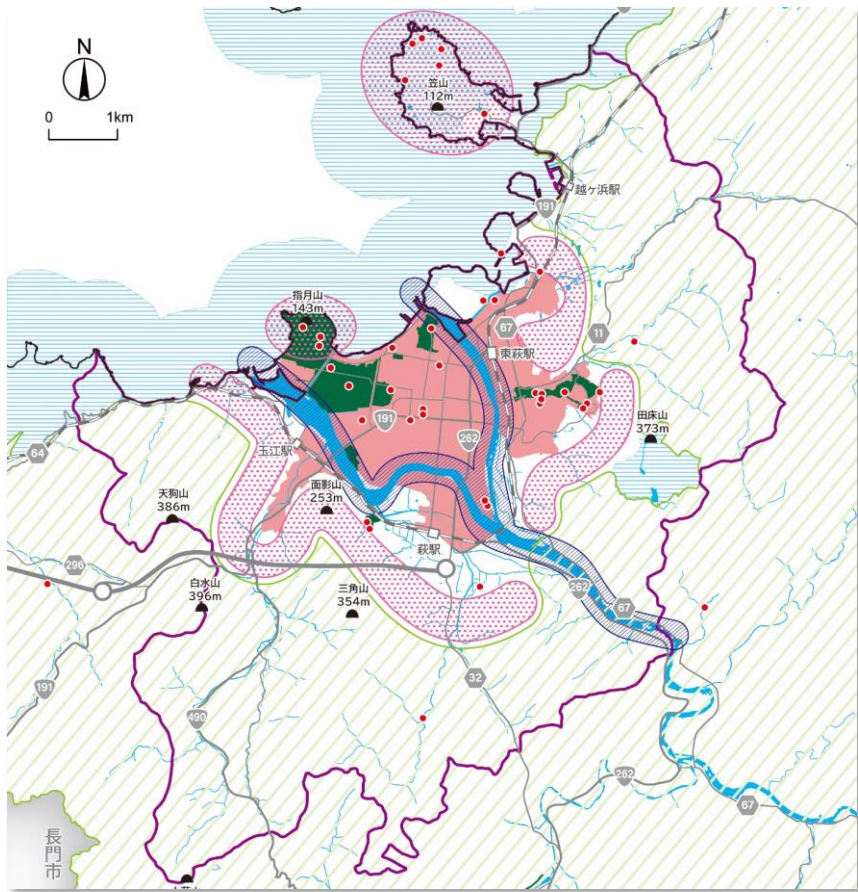 N
0 1km
笠山
112m
越ヶ浜駅
191
指月山
143m
67
11
東萩駅
191
262
田床山
373m
64
玉江駅
天狗山
386m
面影山
253m
萩駅
296
白水山
396m
三角山
354m
262
67
32
191
490
262
67
長門市